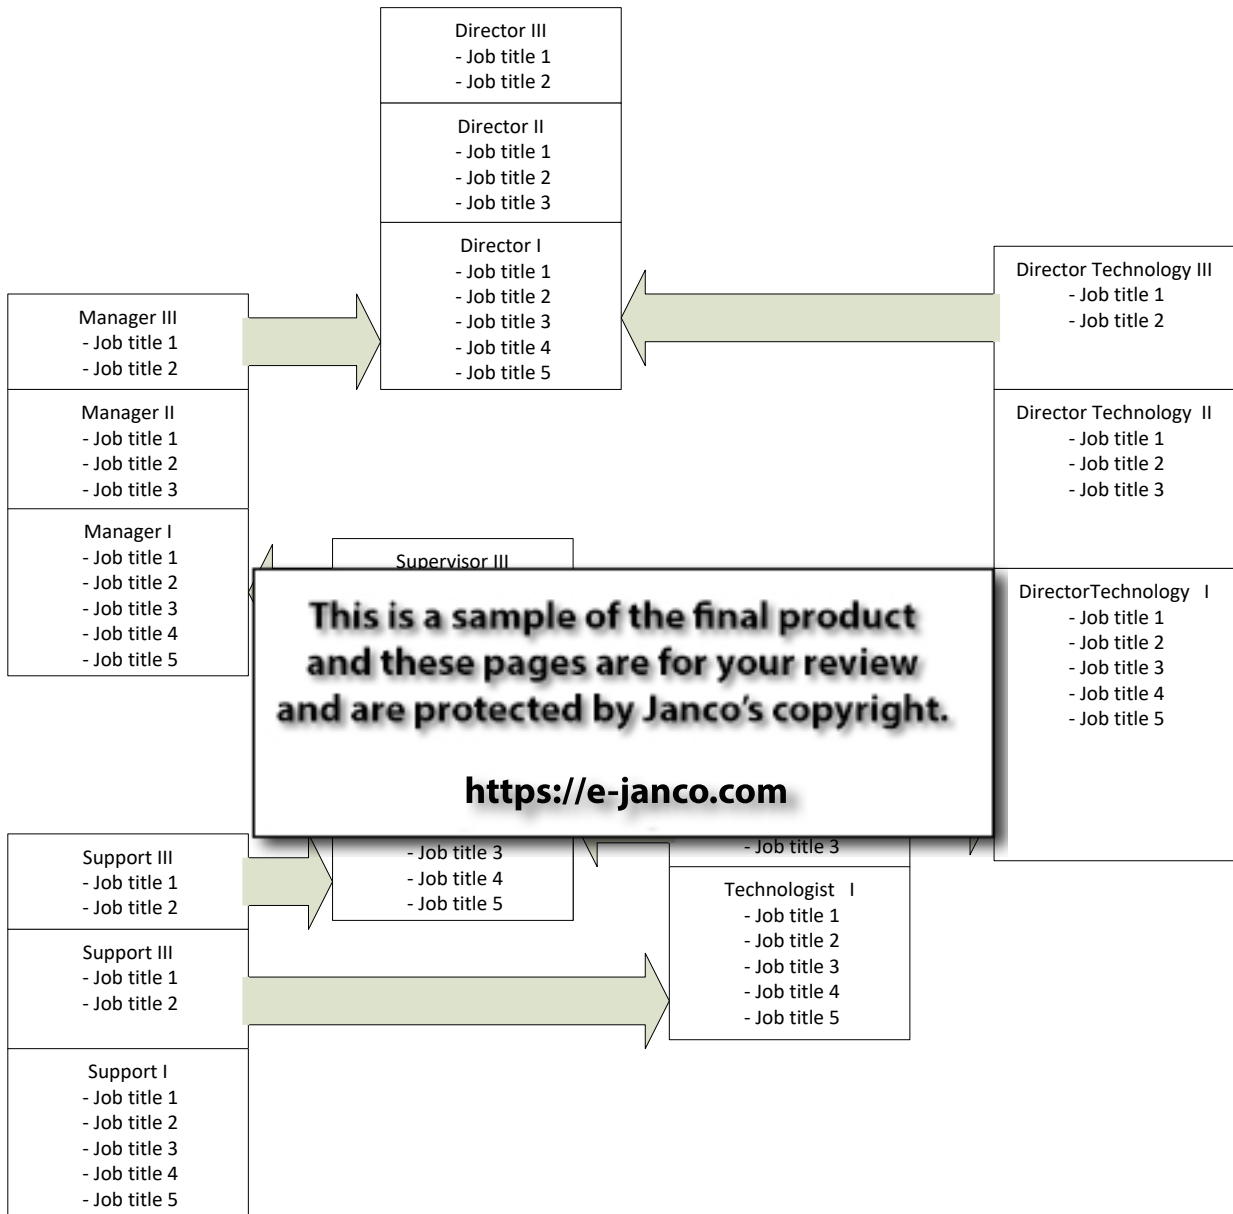 Director III
- Job title 1
- Job title 2
Director II
- Job title 1
- Job title 2
- Job title 3
Director I
- Job title 1
- Job title 2
- Job title 3
- Job title 4
- Job title 5
Director Technology III
- Job title 1
- Job title 2
Director Technology II
- Job title 1
- Job title 2
- Job title 3
DirectorTechnology I
- Job title 1
- Job title 2
- Job title 3
- Job title 4
- Job title 5
Manager III
- Job title 1
- Job title 2
Manager II
- Job title 1
- Job title 2
- Job title 3
Manager I
- Job title 1
- Job title 2
- Job title 3
- Job title 4
- Job title 5
Supervisor III
This is a sample of the final product
and these pages are for your review
and are protected by Janco's copyright.
https://e-janco.com
- Job title 3
- Job title 4
- Job title 5
- Job title 3
Technologist I
- Job title 1
- Job title 2
- Job title 3
- Job title 4
- Job title 5
Support III
- Job title 1
- Job title 2
Support III
- Job title 1
- Job title 2
Support I
- Job title 1
- Job title 2
- Job title 3
- Job title 4
- Job title 5